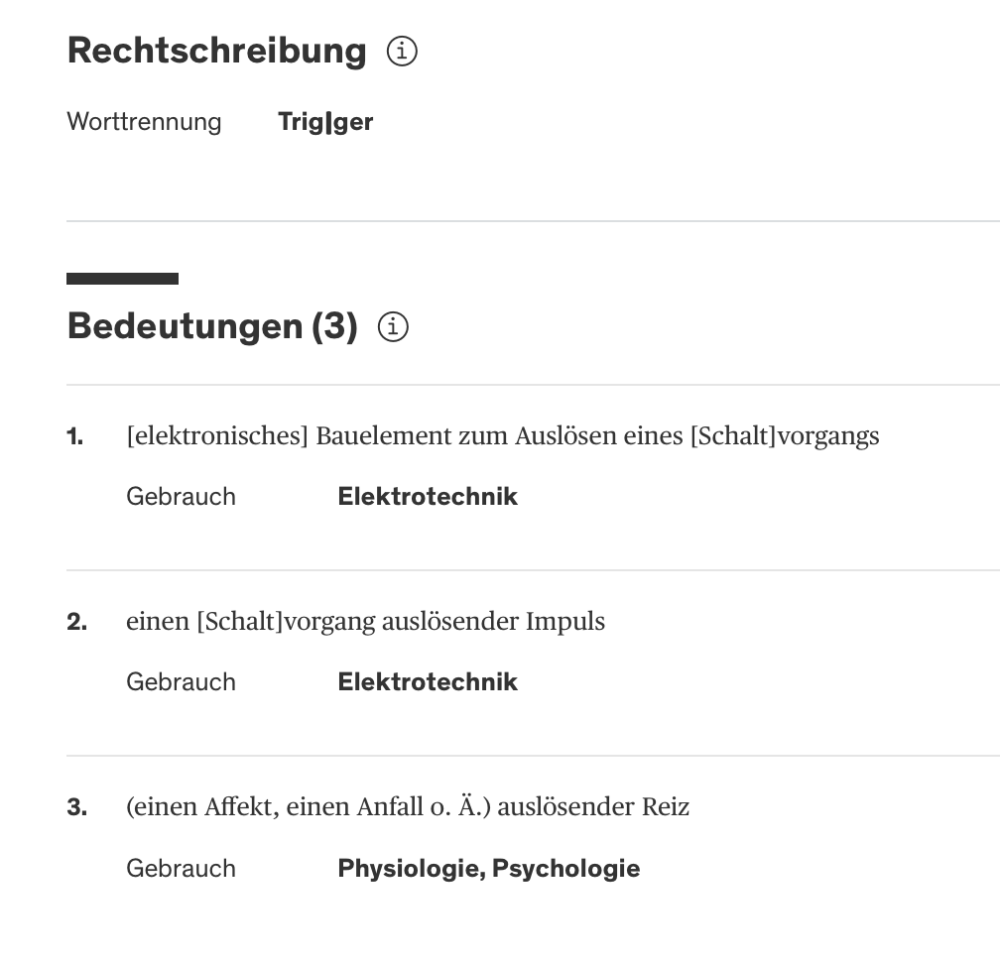 Rechtschreibung
Worttrennung Trig|ger
Bedeutungen (3)
1. [elektronisches] Bauelement zum Auslösen eines [Schalt]vorgangs
Gebrauch Elektrotechnik
2. einen [Schalt]vorgang auslösender Impuls
Gebrauch Elektrotechnik
3. (einen Affekt, einen Anfall o. Ä.) auslösender Reiz
Gebrauch Physiologie, Psychologie